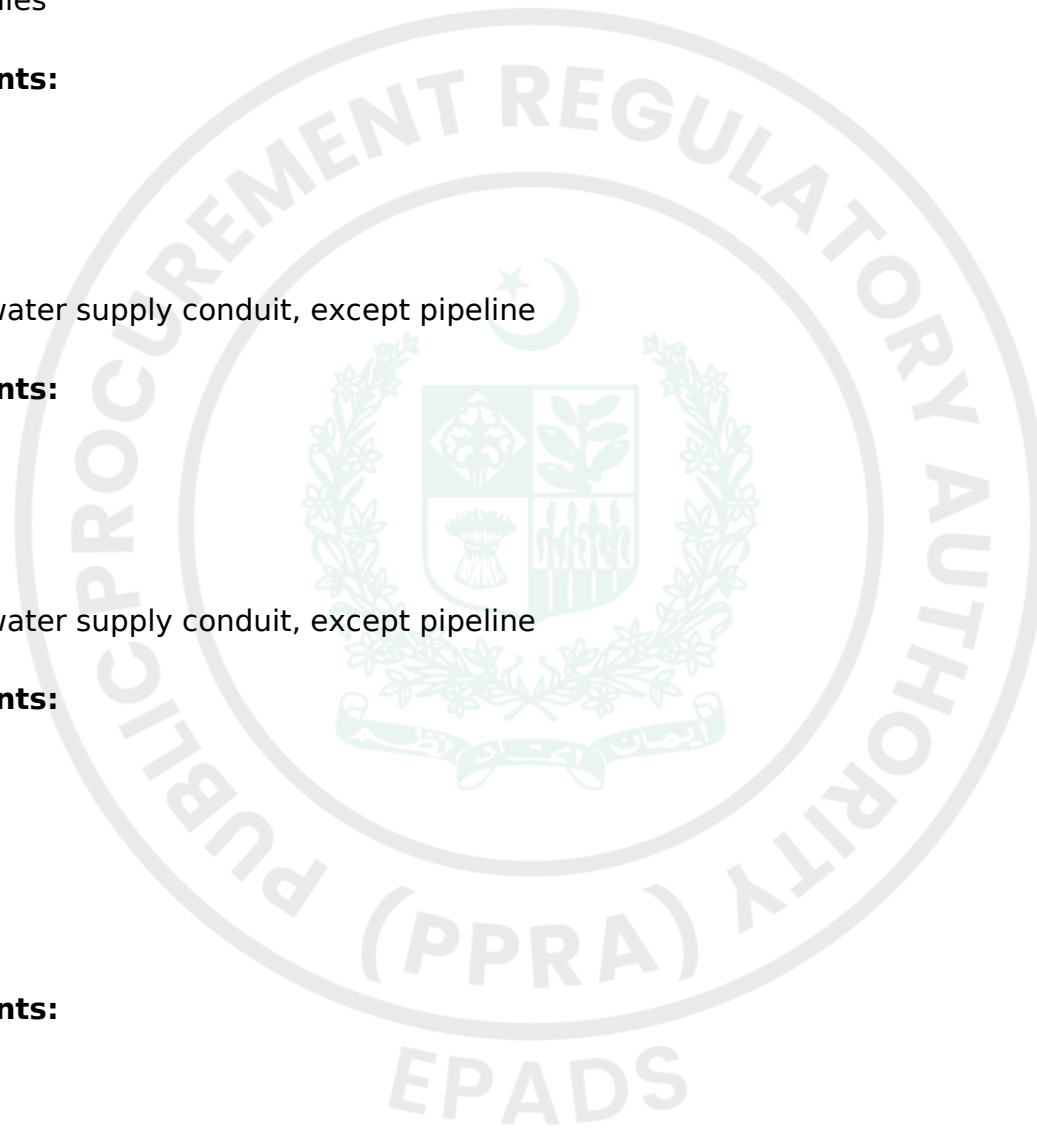 nts:
water supply conduit, except pipeline
nts:
water supply conduit, except pipeline
nts:
nts:
PUBLIC PROCUREMENT REGULATORY AUTHORITY
(PPRA)
EPADS